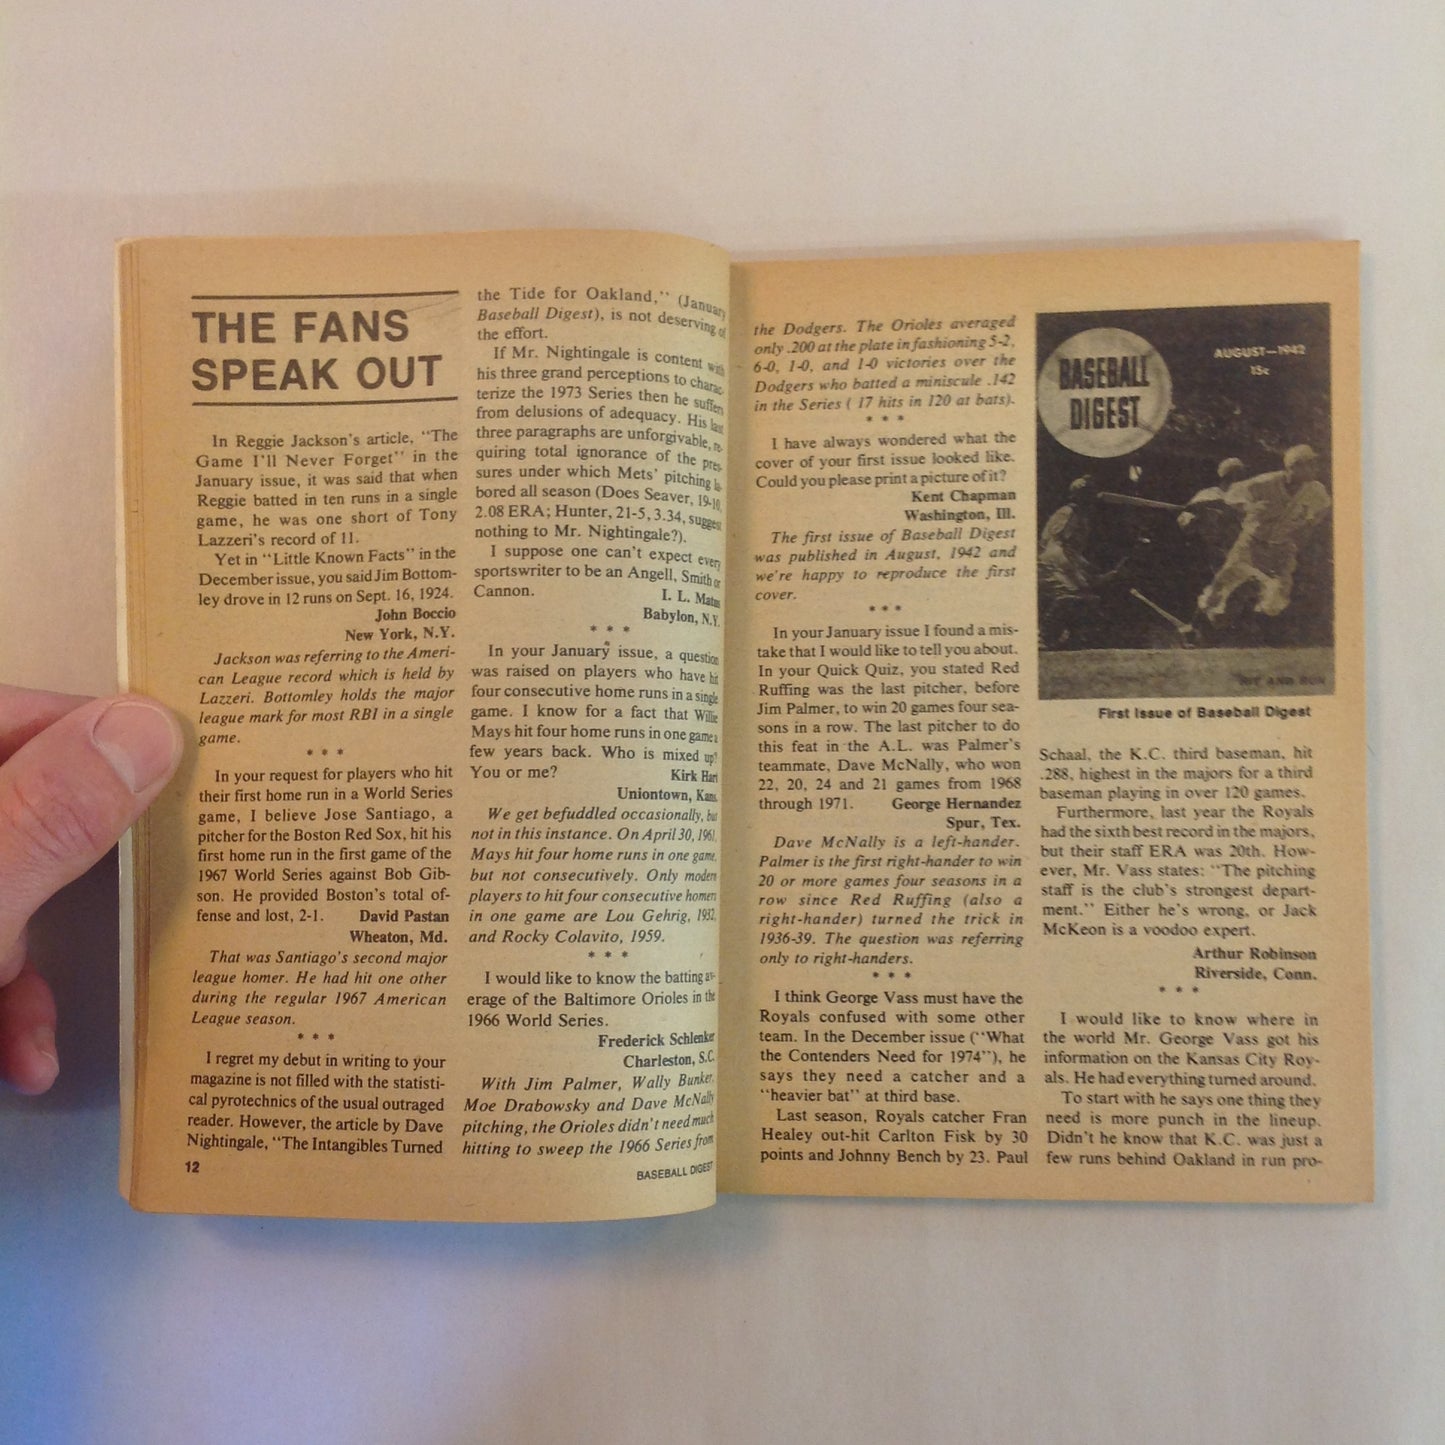 THE FANS
SPEAK OUT
In Reggie Jackson's article, "The
Game I'll Never Forget" in the
January issue, it was said that when
Reggie batted in ten runs in a single
game, he was one short of Tony
Lazzeri's record of 11.
Yet in "Little Known Facts" in the
December issue, you said Jim Bottom-
ley drove in 12 runs on Sept. 16, 1924.
John Boccio
New York, N.Y.
Jackson was referring to the Ameri-
can League record which is held by
Lazzeri. Bottomley holds the major
league mark for most RBI in a single
game.
* * *
In your request for players who hit
their first home run in a World Series
game, I believe Jose Santiago, a
pitcher for the Boston Red Sox, hit his
first home run in the first game of the
1967 World Series against Bob Gib-
son. He provided Boston's total of-
fense and lost, 2-1. David Pastan
Wheaton, Md.
That was Santiago's second major
league homer. He had hit one other
during the regular 1967 American
League season.
* * *
I regret my debut in writing to your
magazine is not filled with the statisti-
cal pyrotechnics of the usual outraged
reader. However, the article by Dave
Nightingale, "The Intangibles Turned
12
the Tide for Oakland," (January
Baseball Digest), is not deserving of
the effort.
If Mr. Nightingale is content with
his three grand perceptions to charac-
terize the 1973 Series then he suffers
from delusions of adequacy. His last
three paragraphs are unforgivable, re-
quiring total ignorance of the pres-
sures under which Mets' pitching la-
bored all season (Does Seaver, 19-10,
2.08 ERA; Hunter, 21-5, 3.34, suggest
nothing to Mr. Nightingale?).
I suppose one can't expect every
sportswriter to be an Angell, Smith or
Cannon. I. L.
Babylon, N.Y.
* * *
In your January issue, a question
was raised on players who have hit
four consecutive home runs in a single
game. I know for a fact that Willie
Mays hit four home runs in one game a
few years back. Who is mixed up?
You or me? Kirk Hart
Uniontown, Kans.
We get befuddled occasionally, but
not in this instance. On April 30, 1961,
Mays hit four home runs in one game,
but not consecutively. Only modern
players to hit four consecutive homers
in one game are Lou Gehrig, 1932,
and Rocky Colavito, 1959.
* * *
I would like to know the batting av-
erage of the Baltimore Orioles in the
1966 World Series.
Frederick Schlenker
Charleston, S.C.
With Jim Palmer, Wally Bunker,
Moe Drabowsky and Dave McNally
pitching, the Orioles didn't need much
hitting to sweep the 1966 Series from
BASEBALL DIGEST
the Dodgers. The Orioles averaged
only .200 at the plate in fashioning 5-2,
6-0, 1-0, and 1-0 victories over the
Dodgers who batted a miniscule .142
in the Series ( 17 hits in 120 at bats).
* * *
I have always wondered what the
cover of your first issue looked like.
Could you please print a picture of it?
Kent Chapman
Washington, Ill.
The first issue of Baseball Digest
was published in August, 1942 and
we're happy to reproduce the first
cover.
* * *
In your January issue I found a mis-
take that I would like to tell you about.
In your Quick Quiz, you stated Red
Ruffing was the last pitcher, before
Jim Palmer, to win 20 games four sea-
sons in a row. The last pitcher to do
this feat in the A.L. was Palmer's
teammate, Dave McNally, who won
22, 20, 24 and 21 games from 1968
through 1971. George Hernandez
Spur, Tex.
Dave McNally is a left-hander.
Palmer is the first right-hander to win
20 or more games four seasons in a
row since Red Ruffing (also a
right-hander) turned the trick in
1936-39. The question was referring
only to right-handers.
* * *
I think George Vass must have the
Royals confused with some other
team. In the December issue ("What
the Contenders Need for 1974"), he
says they need a catcher and a
"heavier bat" at third base.
Last season, Royals catcher Fran
Healey out-hit Carlton Fisk by 30
points and Johnny Bench by 23. Paul
BASEBALL
DIGEST
AUGUST—1942
15c
HIT AND RUN
First Issue of Baseball Digest
Schaal, the K.C. third baseman, hit
.288, highest in the majors for a third
baseman playing in over 120 games.
Furthermore, last year the Royals
had the sixth best record in the majors,
but their staff ERA was 20th. How-
ever, Mr. Vass states: "The pitching
staff is the club's strongest depart-
ment." Either he's wrong, or Jack
McKeon is a voodoo expert.
Arthur Robinson
Riverside, Conn.
* * *
I would like to know where in
the world Mr. George Vass got his
information on the Kansas City Roy-
als. He had everything turned around.
To start with he says one thing they
need is more punch in the lineup.
Didn't he know that K.C. was just a
few runs behind Oakland in run pro-